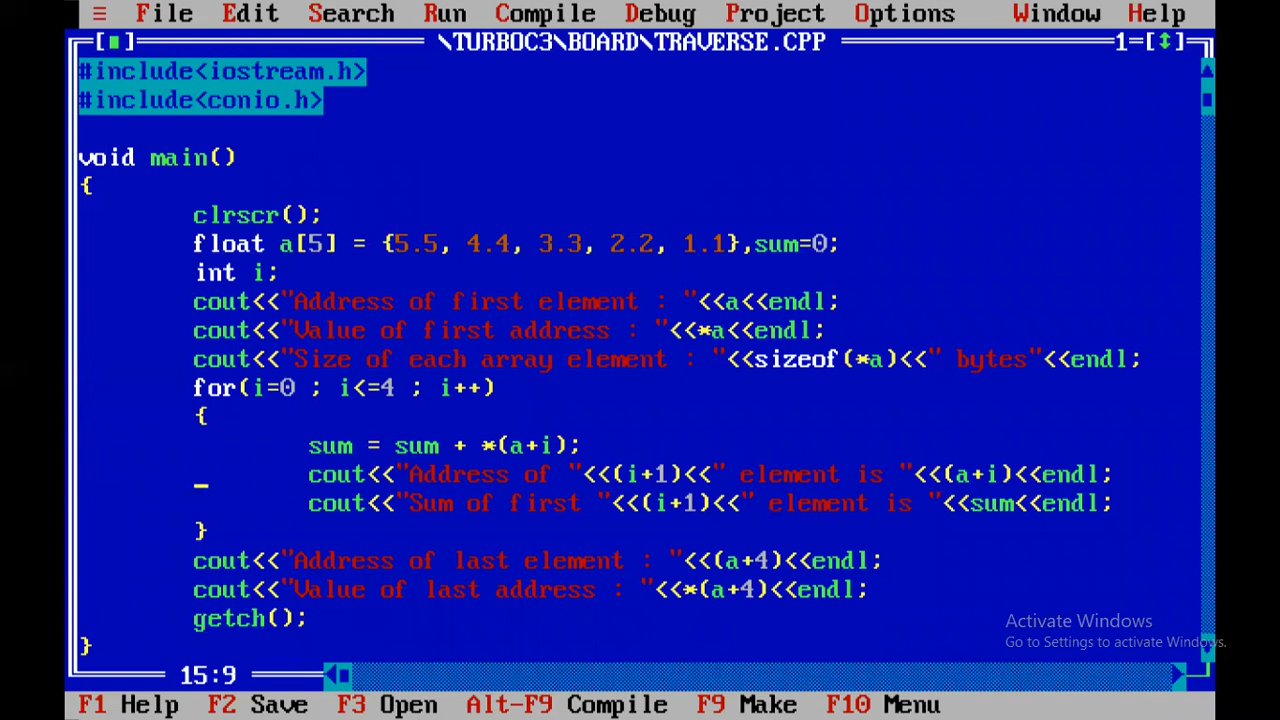 ≡ File Edit Search Run Compile Debug Project Options Window Help
[■] \TURBOC3\BOARD\TRAVERSE.CPP 1=[↕]
#include<iostream.h>
#include<conio.h>
void main()
{
clrscr();
float a[5] = {5.5, 4.4, 3.3, 2.2, 1.1},sum=0;
int i;
cout<<"Address of first element : "<<a<<endl;
cout<<"Value of first address : "<<*a<<endl;
cout<<"Size of each array element : "<<sizeof(*a)<<" bytes"<<endl;
for(i=0 ; i<=4 ; i++)
{
sum = sum + *(a+i);
cout<<"Address of "<<(i+1)<<" element is "<<(a+i)<<endl;
cout<<"Sum of first "<<(i+1)<<" element is "<<sum<<endl;
}
cout<<"Address of last element : "<<(a+4)<<endl;
cout<<"Value of last address : "<<*(a+4)<<endl;
getch();
}
Activate Windows
Go to Settings to activate Windows.
15:9
F1 Help F2 Save F3 Open Alt-F9 Compile F9 Make F10 Menu